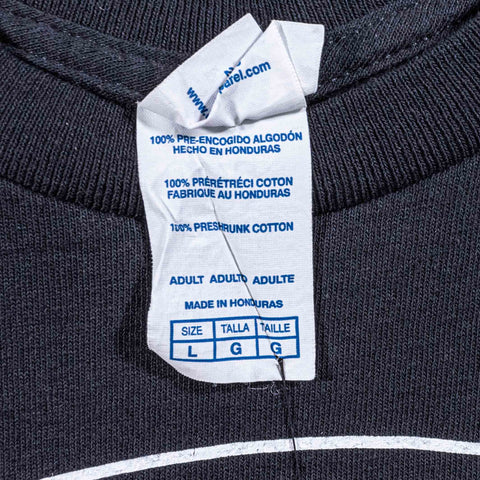 100% PRE-ENCOGIDO ALGODÓN
HECHO EN HONDURAS
100% PRÉRÉTRÉCI COTON
FABRIQUE AU HONDURAS
100% PRESHRUNK COTTON
ADULT ADULTO ADULTE
MADE IN HONDURAS
SIZE TALLA TAILLE
L G G